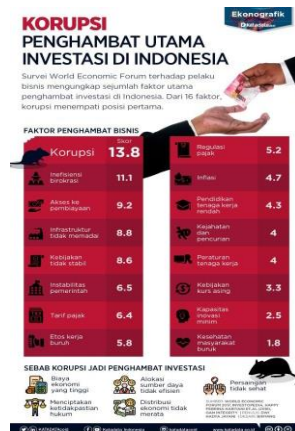 Ekonografik
katadata.co.id
KORUPSI
PENGHAMBAT UTAMA
INVESTASI DI INDONESIA
Survei World Economic Forum terhadap pelaku
bisnis mengungkap sejumlah faktor utama
penghambat investasi di Indonesia. Dari 16 faktor,
korupsi menempati posisi pertama.
FAKTOR PENGHAMBAT BISNIS
Skor
Korupsi 13.8
Inefisiensi
birokrasi 11.1
Akses ke
pembiayaan 9.2
Infrastruktur
tidak memadai 8.8
Kebijakan
tidak stabil 8.6
Instabilitas
pemerintah 6.5
Tarif pajak 6.4
Etos kerja
buruh 5.8
Regulasi
pajak 5.2
Inflasi 4.7
Pendidikan
tenaga kerja
rendah 4.3
Kejahatan
dan
pencurian 4
Peraturan
tenaga kerja 4
Kebijakan
kurs asing 3.3
Kapasitas
inovasi
minim 2.5
Kesehatan
masyarakat
buruk 1.8
SEBAB KORUPSI JADI PENGHAMBAT INVESTASI
Biaya
ekonomi
yang tinggi
Alokasi
sumber daya
tidak efisien
Persaingan
tidak sehat
Menciptakan
ketidakpastian
hukum
Distribusi
ekonomi tidak
merata